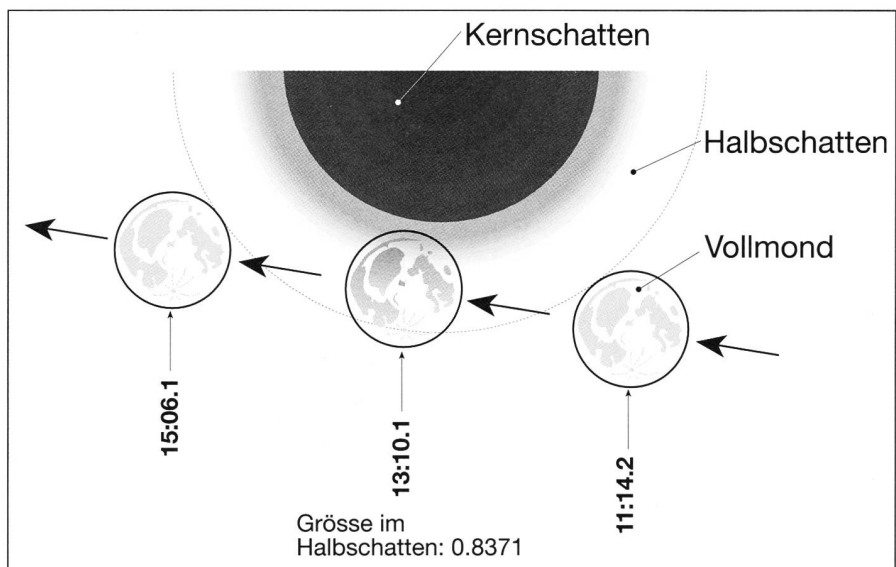 Kernschatten
Halbschatten
Vollmond
15:06.1
13:10.1
11:14.2
Grösse im
Halbschatten: 0.8371